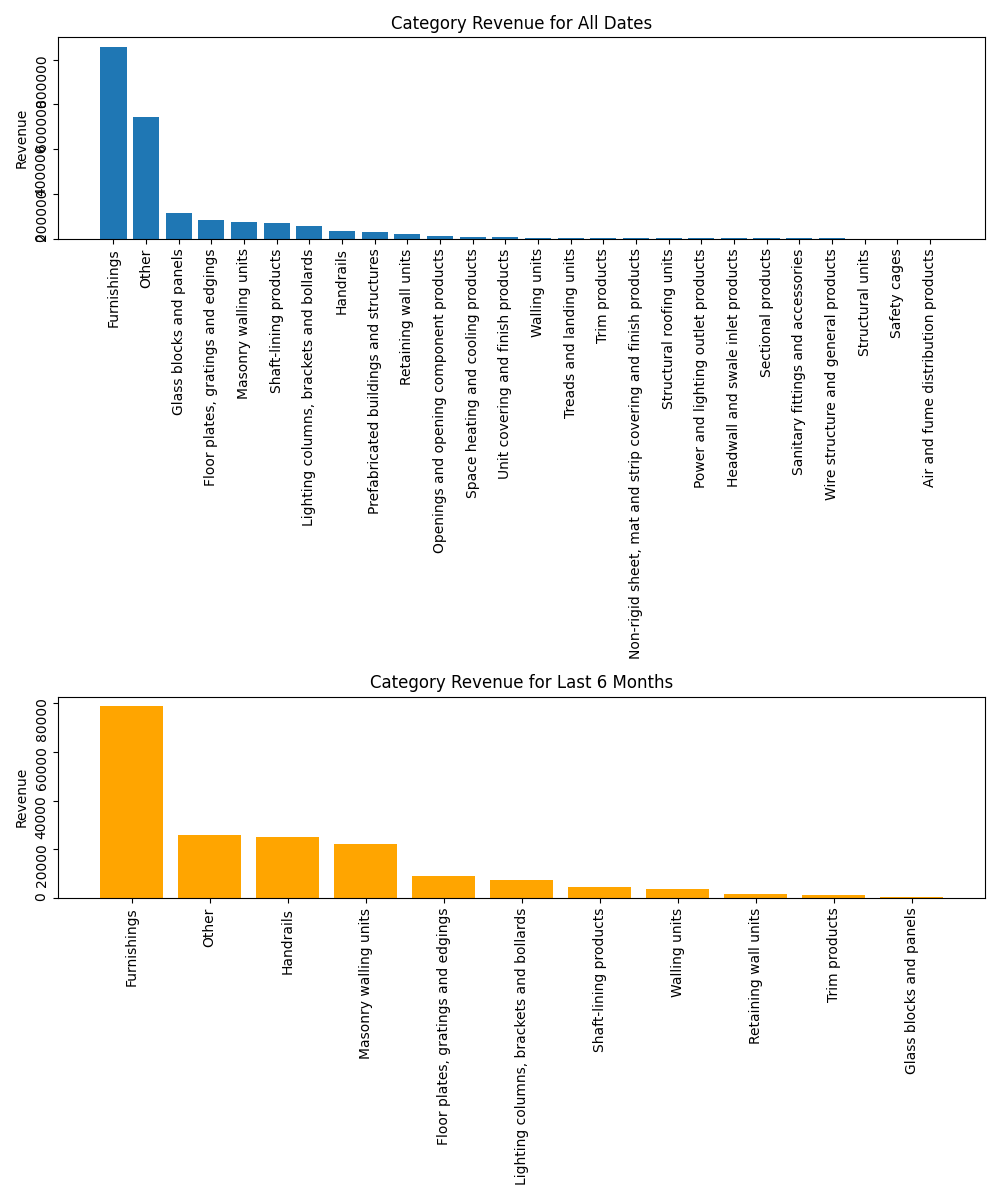 Category Revenue for All Dates
Revenue
800000
600000
400000
200000
0
Furnishings
Other
Glass blocks and panels
Floor plates, gratings and edgings
Masonry walling units
Shaft-lining products
Lighting columns, brackets and bollards
Handrails
Prefabricated buildings and structures
Retaining wall units
Openings and opening component products
Space heating and cooling products
Unit covering and finish products
Walling units
Treads and landing units
Trim products
Non-rigid sheet, mat and strip covering and finish products
Structural roofing units
Power and lighting outlet products
Headwall and swale inlet products
Sectional products
Sanitary fittings and accessories
Wire structure and general products
Structural units
Safety cages
Air and fume distribution products
Category Revenue for Last 6 Months
Revenue
80000
60000
40000
20000
0
Furnishings
Other
Handrails
Masonry walling units
Floor plates, gratings and edgings
Lighting columns, brackets and bollards
Shaft-lining products
Walling units
Retaining wall units
Trim products
Glass blocks and panels